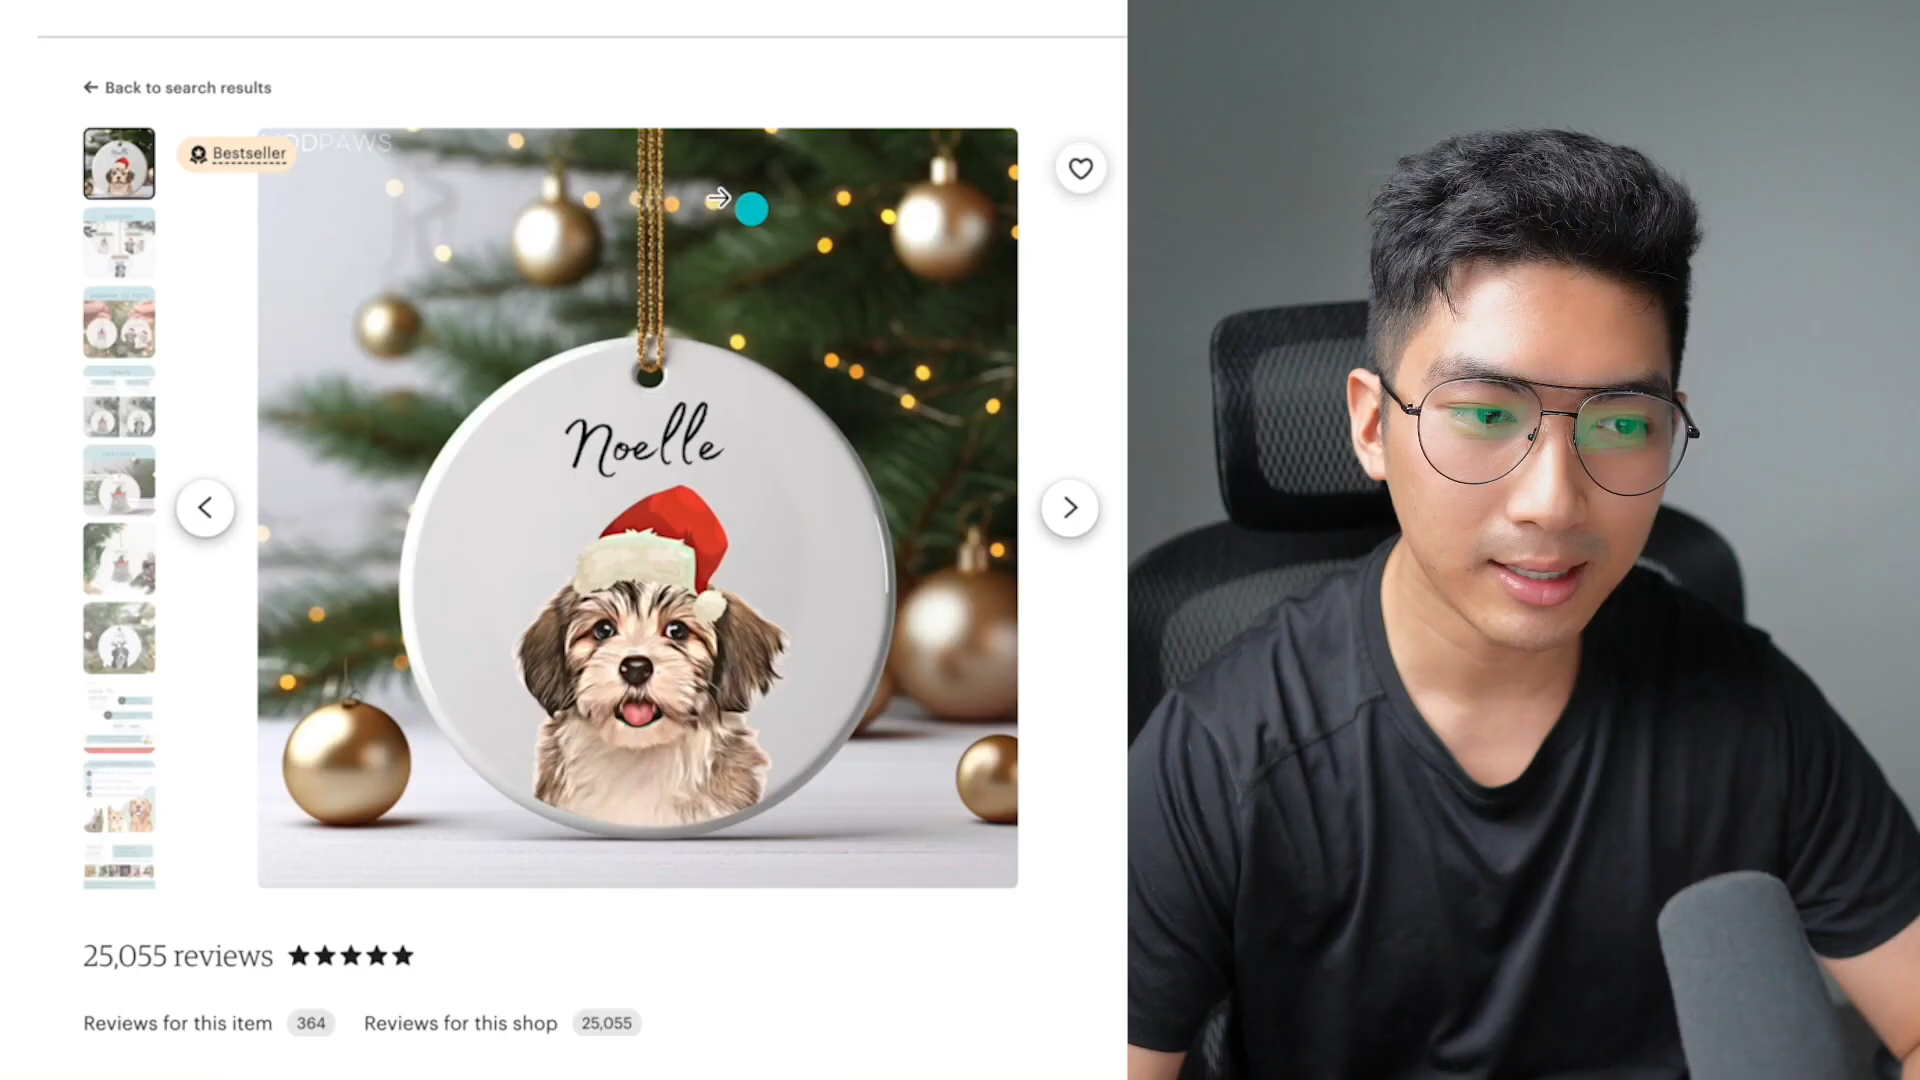 Back to search results
Bestseller
ODPAWS
Noelle
25,055 reviews
Reviews for this item 364 Reviews for this shop 25,055